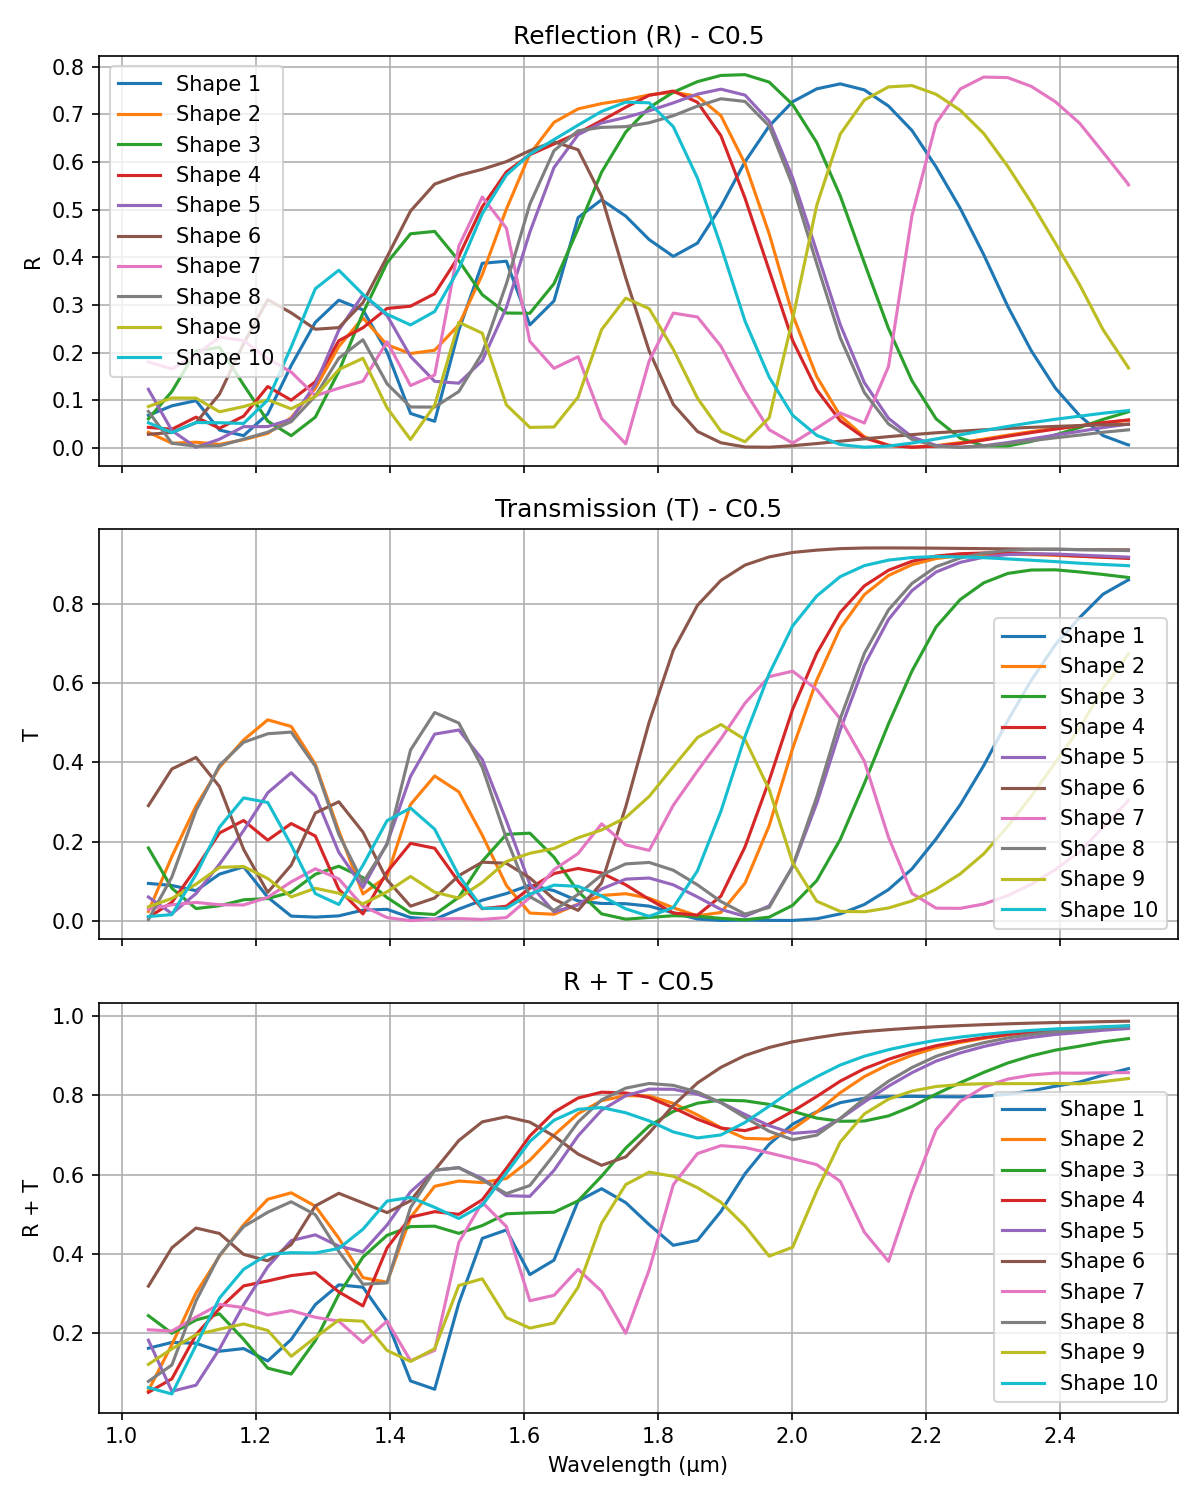 Reflection (R) - C0.5
R
0.8
0.7
0.6
0.5
0.4
0.3
0.2
0.1
0.0
Shape 1
Shape 2
Shape 3
Shape 4
Shape 5
Shape 6
Shape 7
Shape 8
Shape 9
Shape 10
Transmission (T) - C0.5
T
0.8
0.6
0.4
0.2
0.0
Shape 1
Shape 2
Shape 3
Shape 4
Shape 5
Shape 6
Shape 7
Shape 8
Shape 9
Shape 10
R + T - C0.5
R + T
1.0
0.8
0.6
0.4
0.2
Shape 1
Shape 2
Shape 3
Shape 4
Shape 5
Shape 6
Shape 7
Shape 8
Shape 9
Shape 10
1.0 1.2 1.4 1.6 1.8 2.0 2.2 2.4
Wavelength (μm)